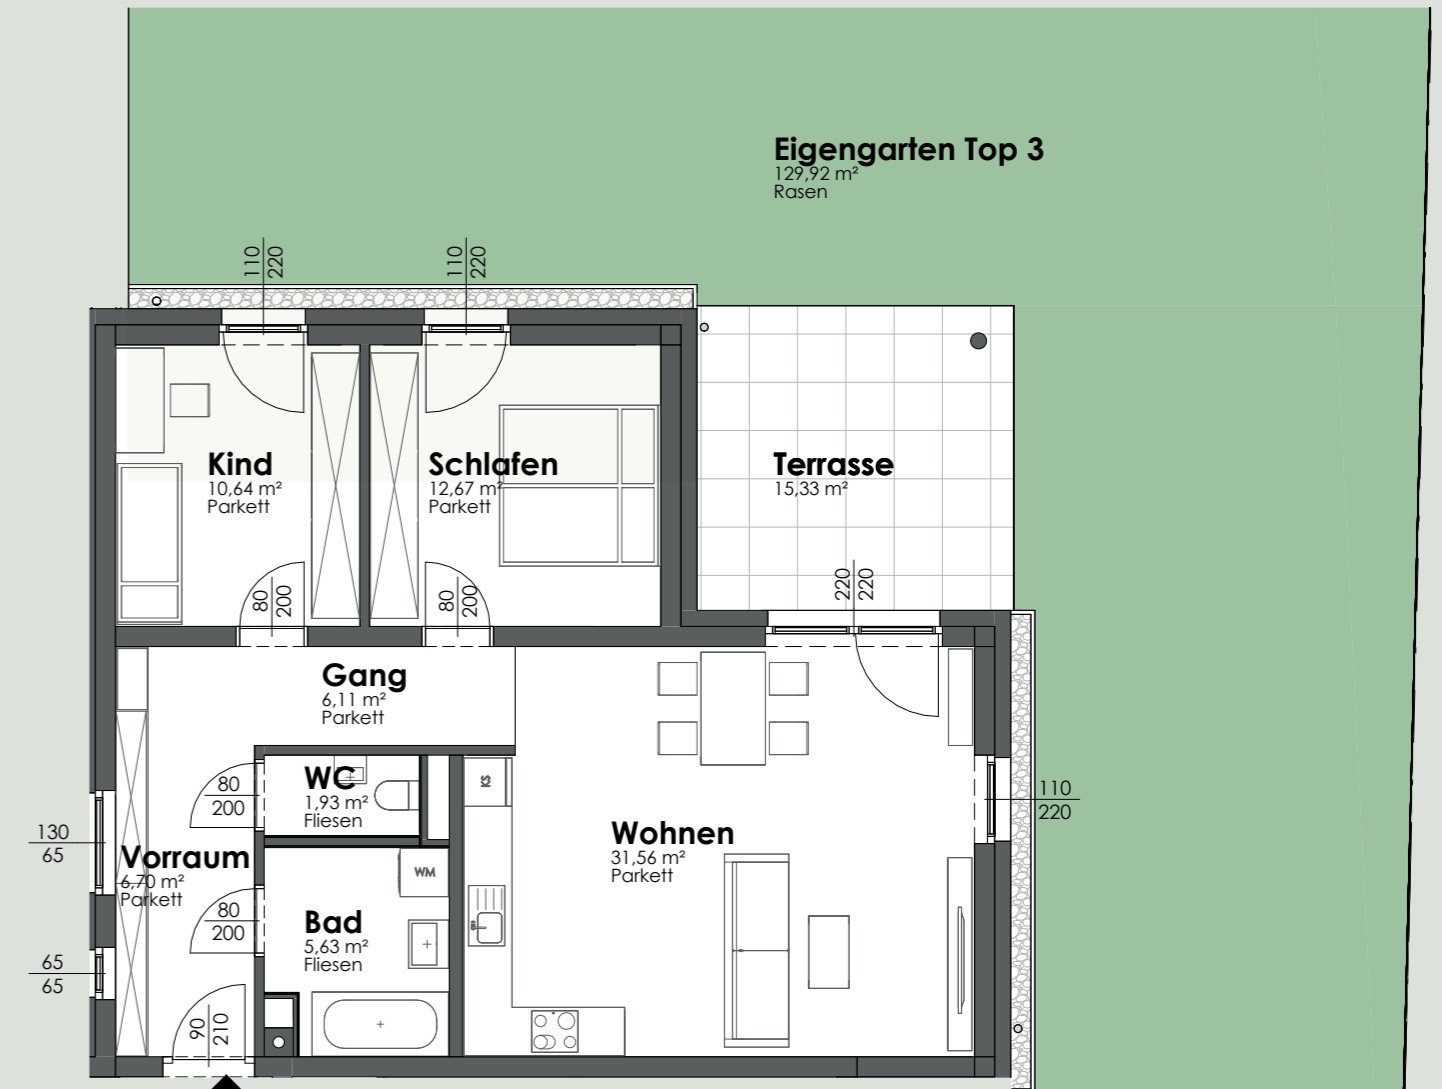 Eigengarten Top 3
129,92 m²
Rasen
110
220
110
220
Kind
10,64 m²
Parkett
Schlafen
12,67 m²
Parkett
Terrasse
15,33 m²
80
200
80
200
220
220
Gang
6,11 m²
Parkett
WC
1,93 m²
Fliesen
80
200
KS
110
220
130
65
Vorraum
6,70 m²
Parkett
Wohnen
31,56 m²
Parkett
WM
80
200
Bad
5,63 m²
Fliesen
65
65
90
210